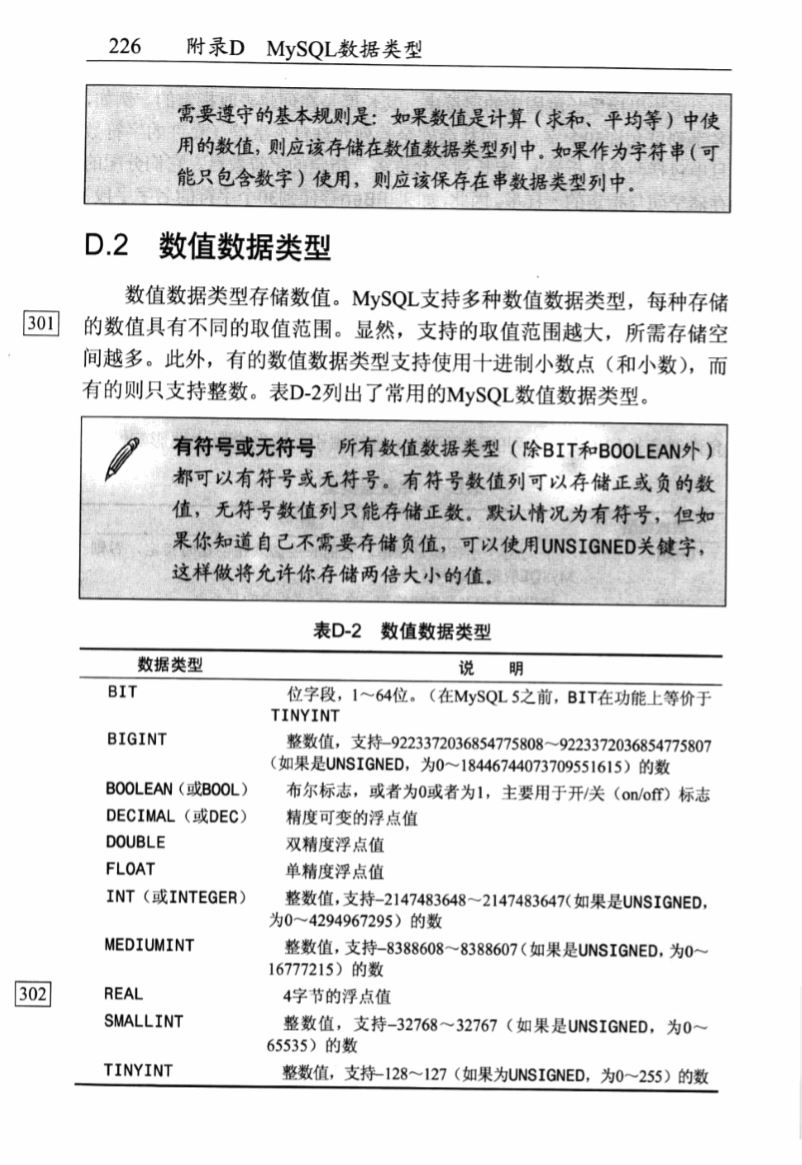 226 附录D MySQL数据类型
需要遵守的基本规则是：如果数值是计算（求和、平均等）中使
用的数值，则应该存储在数值数据类型列中。如果作为字符串（可
能只包含数字）使用，则应该保存在串数据类型列中。
D.2 数值数据类型
数值数据类型存储数值。MySQL支持多种数值数据类型，每种存储
301
的数值具有不同的取值范围。显然，支持的取值范围越大，所需存储空
间越多。此外，有的数值数据类型支持使用十进制小数点（和小数），而
有的则只支持整数。表D-2列出了常用的MySQL数值数据类型。
有符号或无符号 所有数值数据类型（除BIT和BOOLEAN外）
都可以有符号或无符号。有符号数值列可以存储正或负的数
值，无符号数值列只能存储正数。默认情况为有符号，但如
果你知道自己不需要存储负值，可以使用UNSIGNED关键字，
这样做将允许你存储两倍大小的值。
表D-2 数值数据类型
数据类型 说 明
BIT 位字段，1～64位。（在MySQL 5之前，BIT在功能上等价于
TINYINT
BIGINT 整数值，支持–9223372036854775808～9223372036854775807
（如果是UNSIGNED，为0～18446744073709551615）的数
BOOLEAN（或BOOL） 布尔标志，或者为0或者为1，主要用于开/关（on/off）标志
DECIMAL（或DEC） 精度可变的浮点值
DOUBLE 双精度浮点值
FLOAT 单精度浮点值
INT（或INTEGER） 整数值，支持–2147483648～2147483647（如果是UNSIGNED，
为0～4294967295）的数
MEDIUMINT 整数值，支持–8388608～8388607（如果是UNSIGNED，为0～
16777215）的数
302
REAL 4字节的浮点值
SMALLINT 整数值，支持–32768～32767（如果是UNSIGNED，为0～
65535）的数
TINYINT 整数值，支持–128～127（如果为UNSIGNED，为0～255）的数